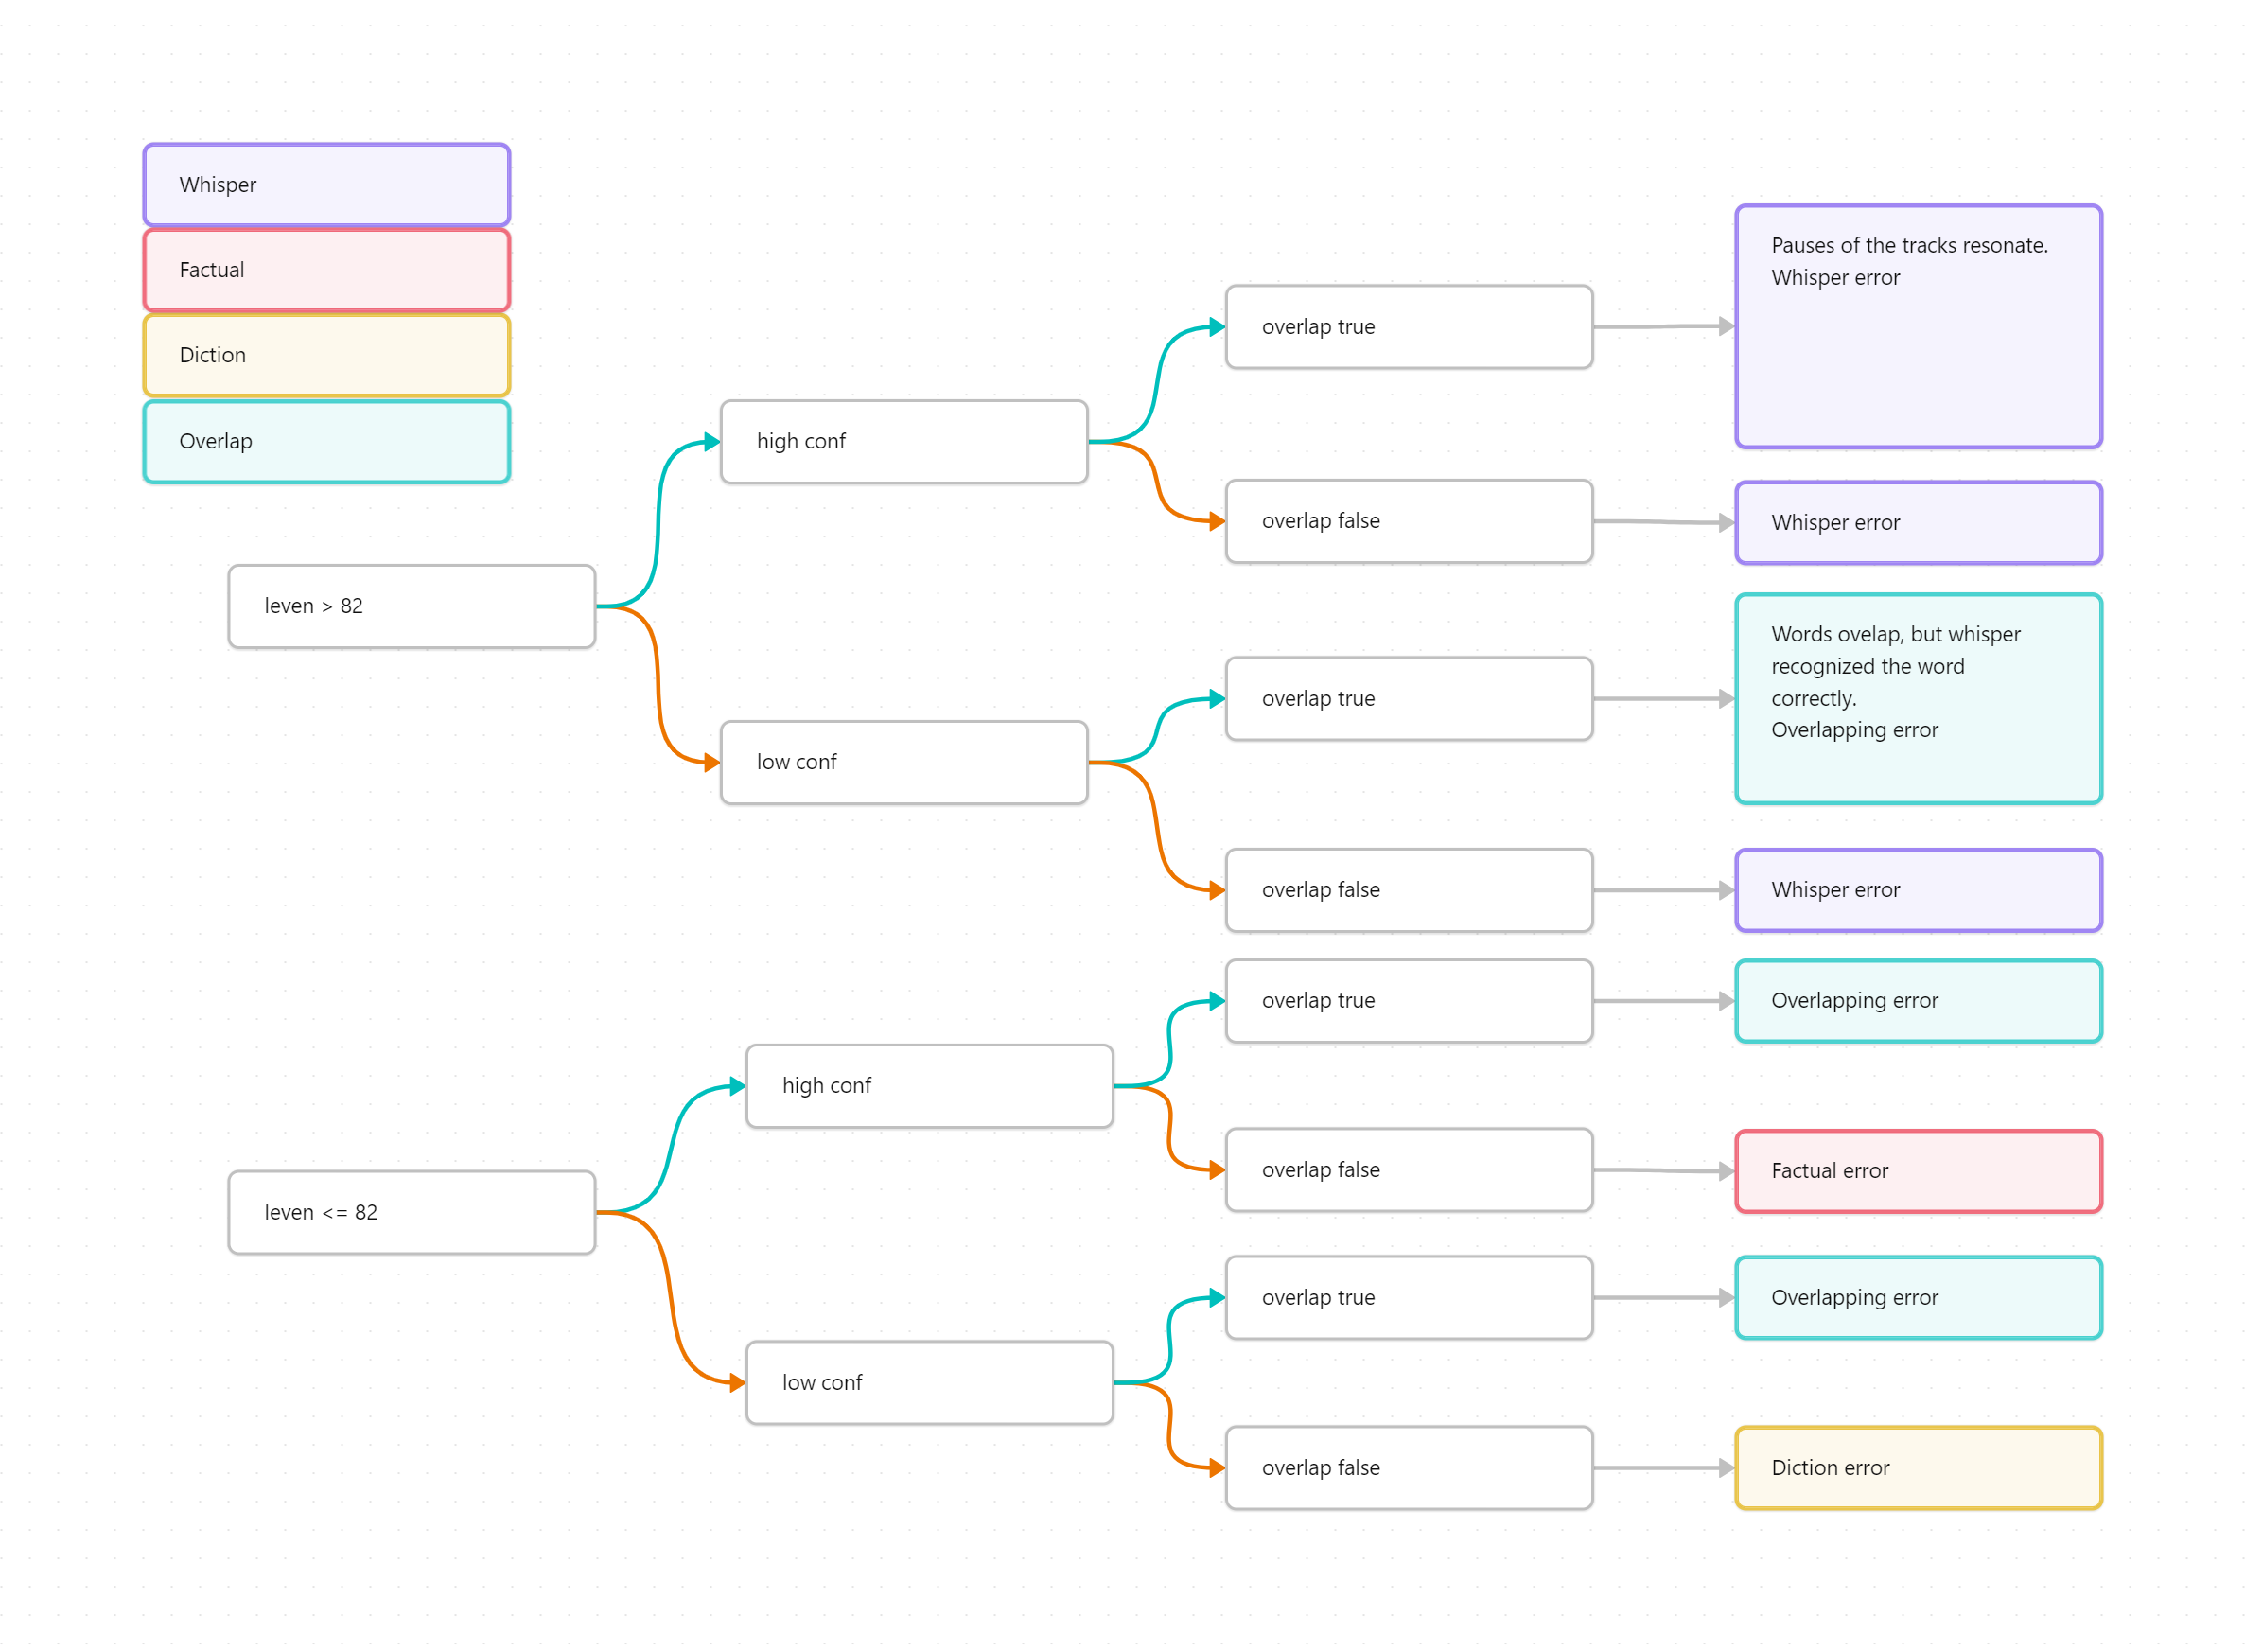 Whisper
Factual
Diction
Overlap
leven > 82
high conf
overlap true
Pauses of the tracks resonate.
Whisper error
overlap false
Whisper error
low conf
overlap true
Words ovelap, but whisper
recognized the word
correctly.
Overlapping error
overlap false
Whisper error
leven <= 82
high conf
overlap true
Overlapping error
overlap false
Factual error
low conf
overlap true
Overlapping error
overlap false
Diction error